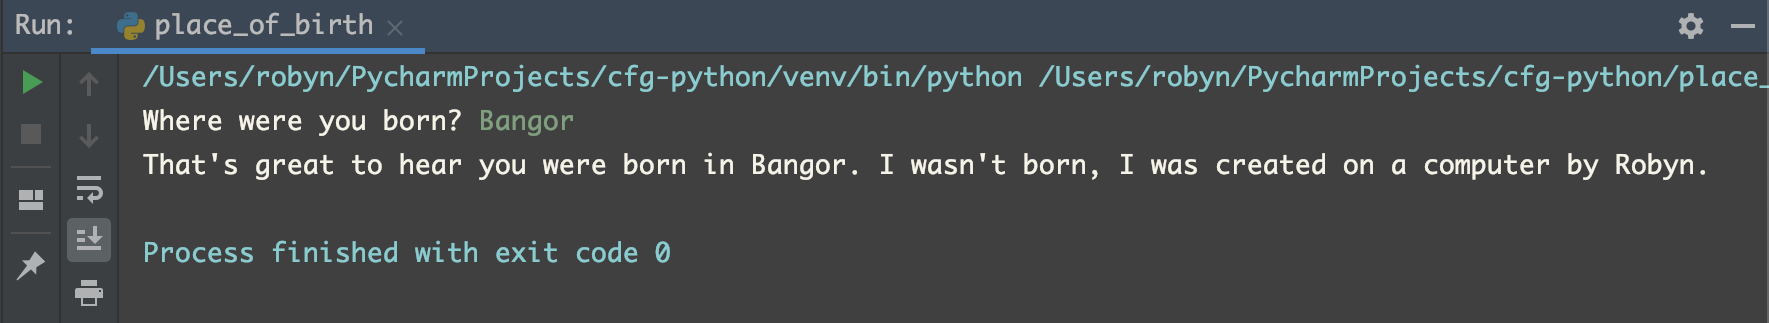 Run: place_of_birth
/Users/robyn/PycharmProjects/cfg-python/venv/bin/python /Users/robyn/PycharmProjects/cfg-python/place_
Where were you born? Bangor
That's great to hear you were born in Bangor. I wasn't born, I was created on a computer by Robyn.
Process finished with exit code 0